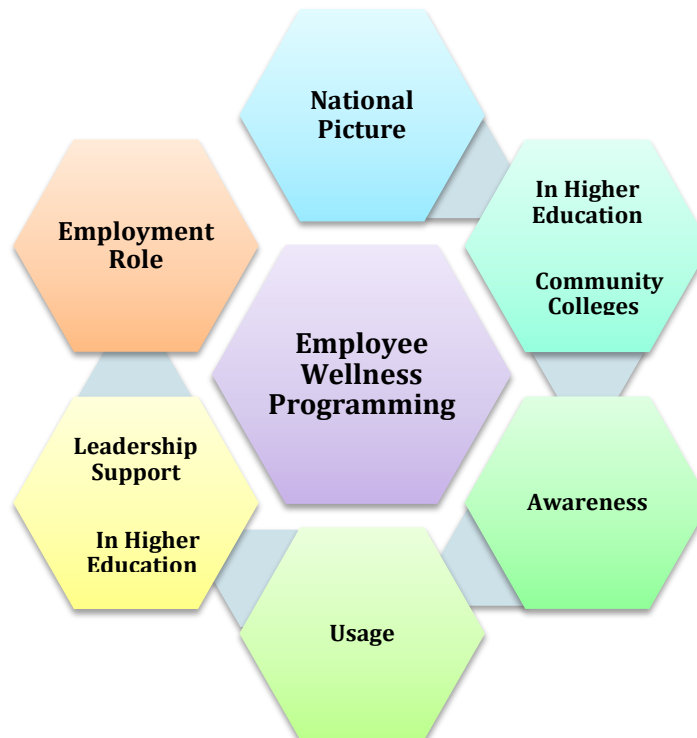 National
Picture
In Higher
Education
Community
Colleges
Employment
Role
Employee
Wellness
Programming
Leadership
Support
In Higher
Education
Awareness
Usage